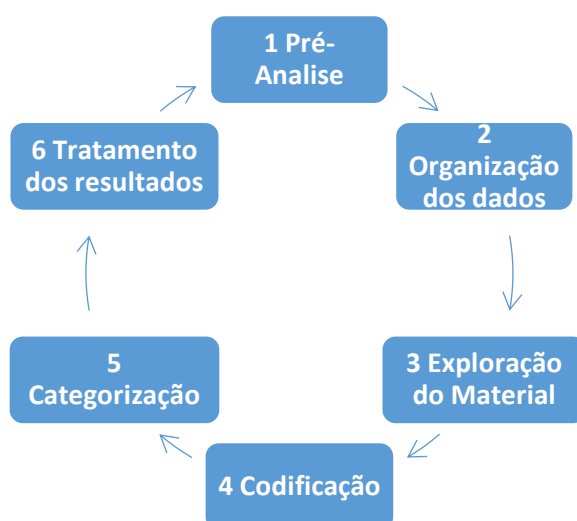 1 Pré-
Analise
2
Organização
dos dados
3 Exploração
do Material
4 Codificação
5
Categorização
6 Tratamento
dos resultados